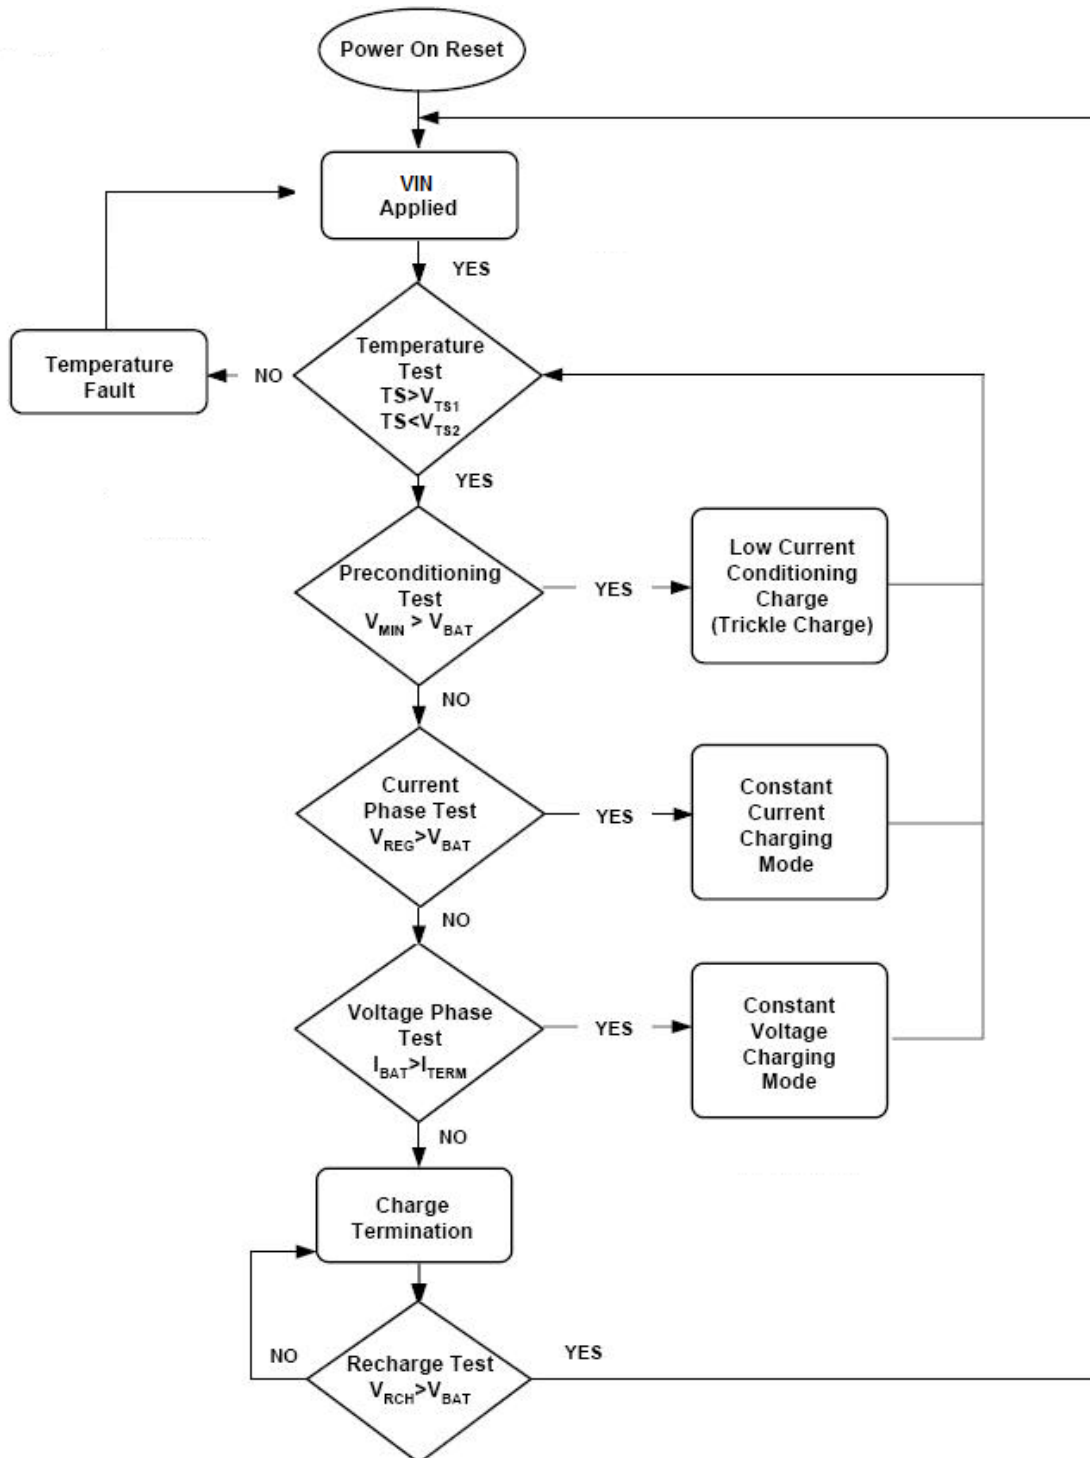 Power On Reset
VIN
Applied
YES
Temperature
Test
TS>VTS1
TS<VTS2
NO
Temperature
Fault
YES
Preconditioning
Test
VMIN > VBAT
YES
Low Current
Conditioning
Charge
(Trickle Charge)
NO
Current
Phase Test
VREG>VBAT
YES
Constant
Current
Charging
Mode
NO
Voltage Phase
Test
IBAT>ITERM
YES
Constant
Voltage
Charging
Mode
NO
Charge
Termination
Recharge Test
VRCH>VBAT
NO
YES